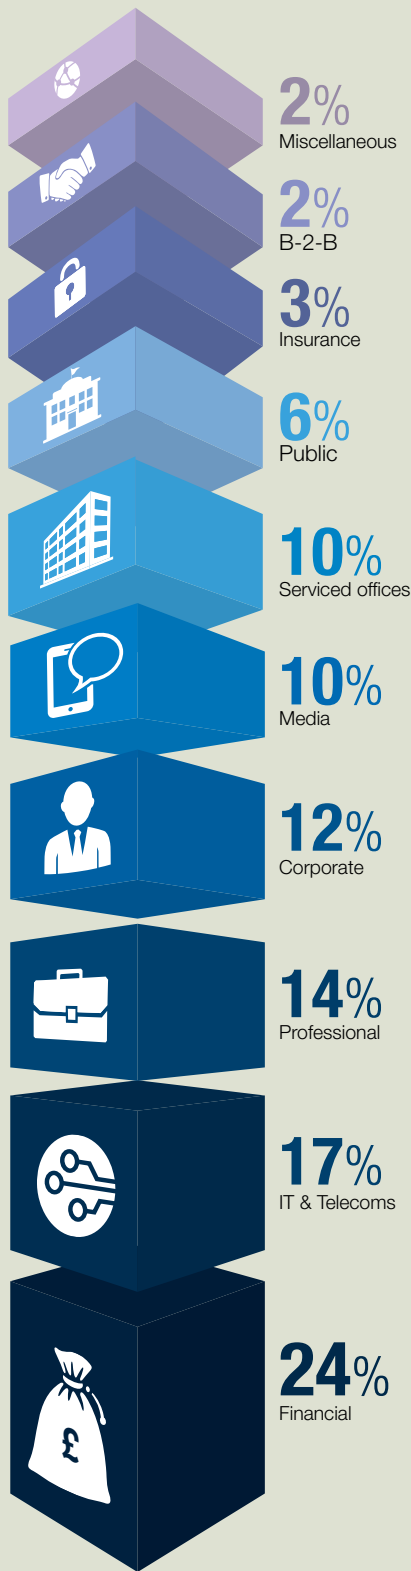 2%
Miscellaneous
2%
B-2-B
3%
Insurance
6%
Public
10%
Serviced offices
10%
Media
12%
Corporate
14%
Professional
17%
IT & Telecoms
24%
Financial
£